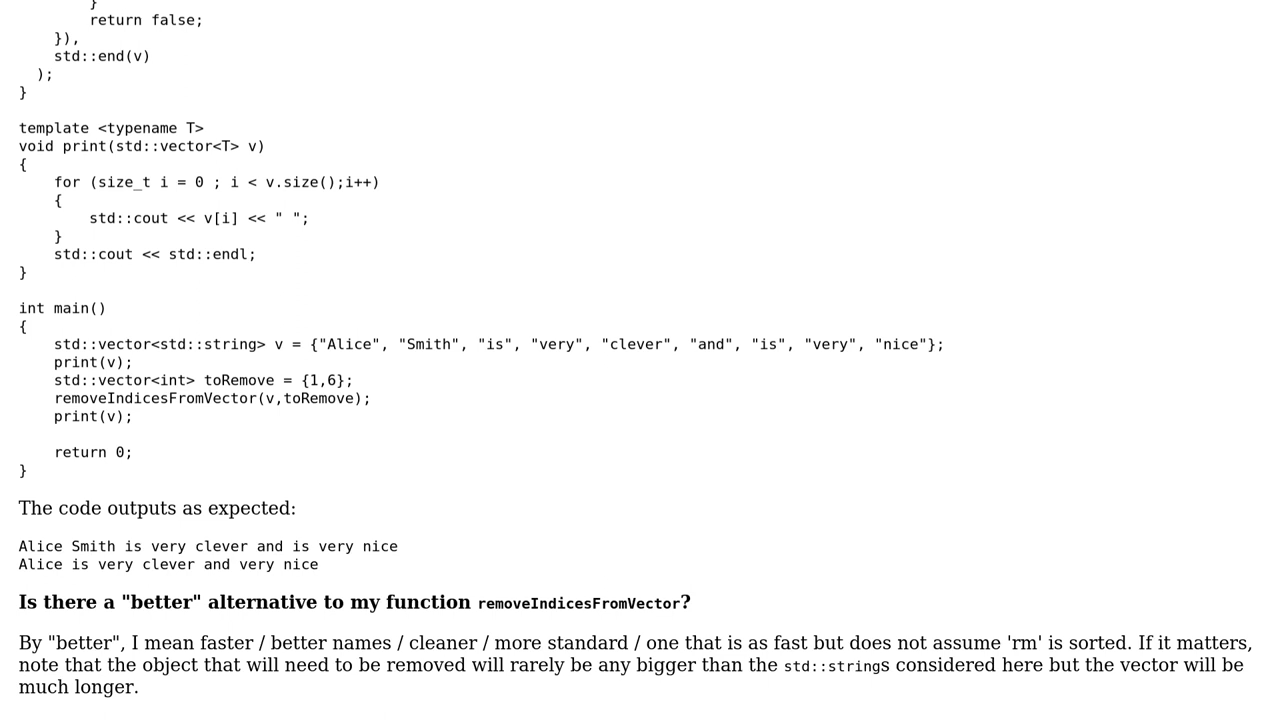 }
        return false;
    }),
    std::end(v)
  );
}

template <typename T>
void print(std::vector<T> v)
{
    for (size_t i = 0 ; i < v.size();i++)
    {
        std::cout << v[i] << " ";
    }
    std::cout << std::endl;
}

int main()
{
    std::vector<std::string> v = {"Alice", "Smith", "is", "very", "clever", "and", "is", "very", "nice"};
    print(v);
    std::vector<int> toRemove = {1,6};
    removeIndicesFromVector(v,toRemove);
    print(v);

    return 0;
}
The code outputs as expected:
Alice Smith is very clever and is very nice
Alice is very clever and very nice
Is there a "better" alternative to my function removeIndicesFromVector?
By "better", I mean faster / better names / cleaner / more standard / one that is as fast but does not assume 'rm' is sorted. If it matters,
note that the object that will need to be removed will rarely be any bigger than the std::strings considered here but the vector will be
much longer.